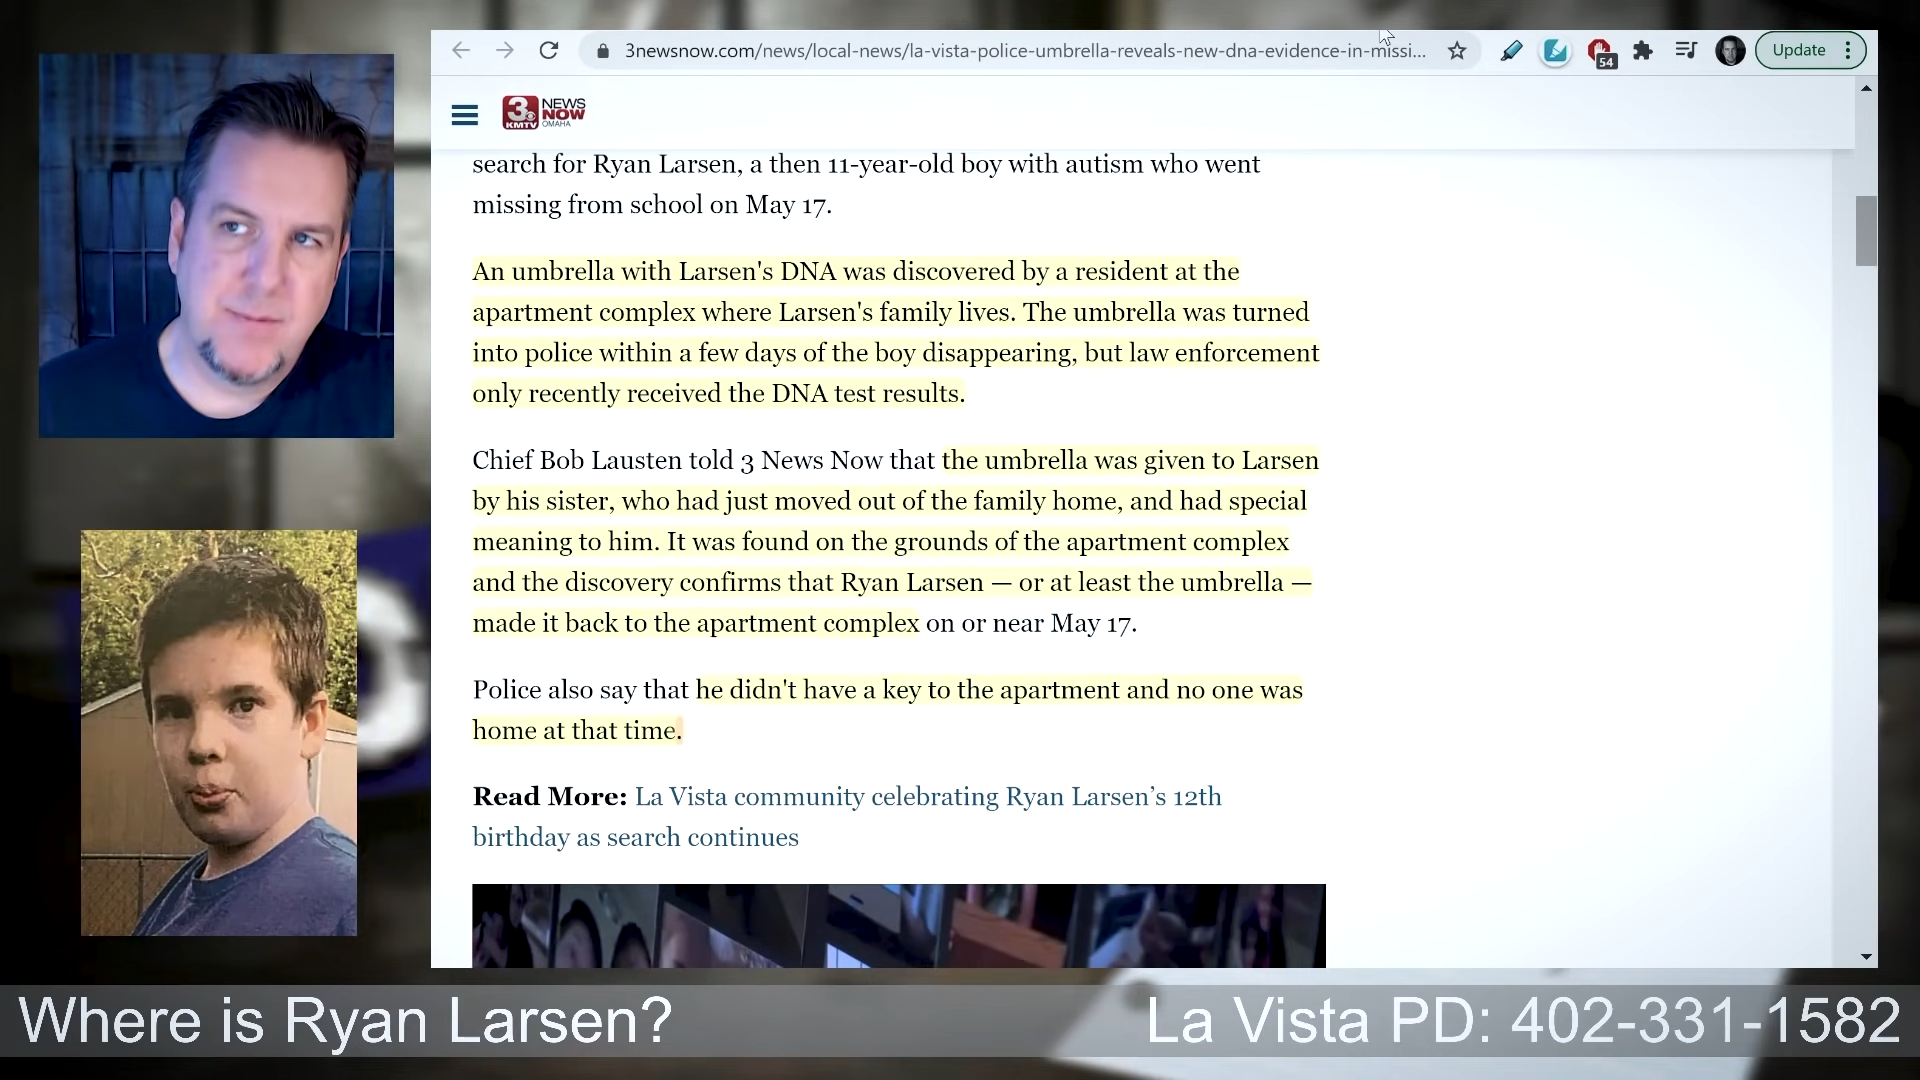 3newsnow.com/news/local-news/la-vista-police-umbrella-reveals-new-dna-evidence-in-missi...
54
Update
3
KMTV
NEWS
NOW
OMAHA
search for Ryan Larsen, a then 11-year-old boy with autism who went
missing from school on May 17.
An umbrella with Larsen's DNA was discovered by a resident at the
apartment complex where Larsen's family lives. The umbrella was turned
into police within a few days of the boy disappearing, but law enforcement
only recently received the DNA test results.
Chief Bob Lausten told 3 News Now that the umbrella was given to Larsen
by his sister, who had just moved out of the family home, and had special
meaning to him. It was found on the grounds of the apartment complex
and the discovery confirms that Ryan Larsen — or at least the umbrella —
made it back to the apartment complex on or near May 17.
Police also say that he didn't have a key to the apartment and no one was
home at that time.
Read More: La Vista community celebrating Ryan Larsen’s 12th
birthday as search continues
Where is Ryan Larsen?
La Vista PD: 402-331-1582